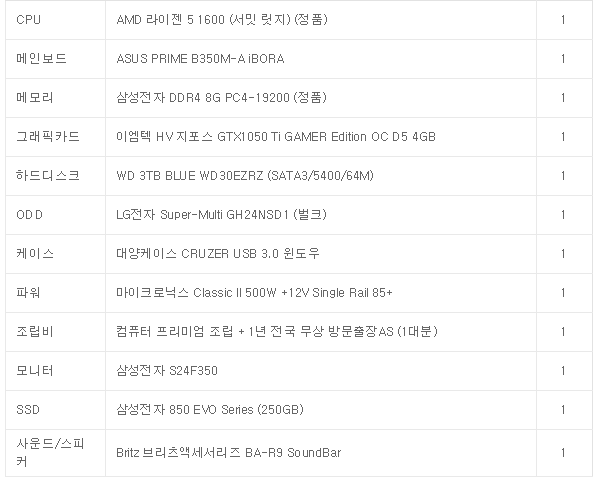 CPU AMD 라이젠 5 1600 (서밋 릿지) (정품) 1
메인보드 ASUS PRIME B350M-A iBORA 1
메모리 삼성전자 DDR4 8G PC4-19200 (정품) 1
그래픽카드 이엠텍 HV 지포스 GTX1050 Ti GAMER Edition OC D5 4GB 1
하드디스크 WD 3TB BLUE WD30EZRZ (SATA3/5400/64M) 1
ODD LG전자 Super-Multi GH24NSD1 (벌크) 1
케이스 대양케이스 CRUZER USB 3.0 윈도우 1
파워 마이크로닉스 Classic II 500W +12V Single Rail 85+ 1
조립비 컴퓨터 프리미엄 조립 + 1년 전국 무상 방문출장AS (1대분) 1
모니터 삼성전자 S24F350 1
SSD 삼성전자 850 EVO Series (250GB) 1
사운드/스피
커 Britz 브리츠액세서리즈 BA-R9 SoundBar 1